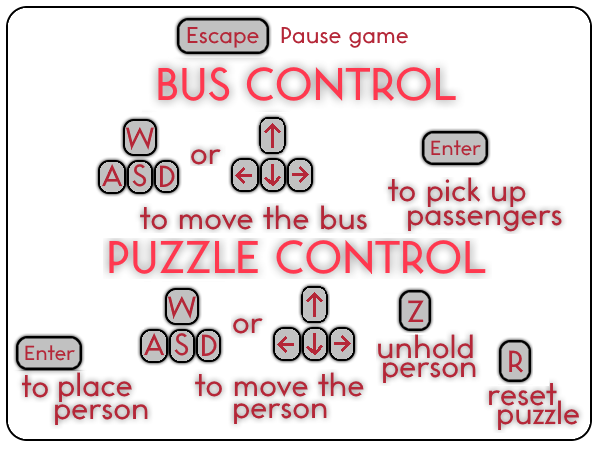 Escape Pause game
BUS CONTROL
W
A S D or ↑ ← ↓ →
to move the bus
Enter
to pick up
passengers
PUZZLE CONTROL
Enter
to place
person
W
A S D or ↑ ← ↓ →
to move the
person
Z
unhold
person
R
reset
puzzle